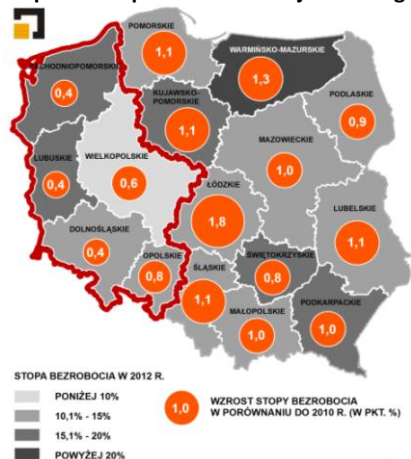 POMORSKIE
1,1
WARMIŃSKO-MAZURSKIE
1,3
ZACHODNIOPOMORSKIE
0,4
KUJAWSKO-
POMORSKIE
1,1
PODLASKIE
0,9
MAZOWIECKIE
1,0
LUBUSKIE
0,4
WIELKOPOLSKIE
0,6
ŁÓDZKIE
1,8
LUBELSKIE
1,1
DOLNOŚLĄSKIE
0,4
OPOLSKIE
0,8
ŚLĄSKIE
1,1
ŚWIĘTOKRZYSKIE
0,8
MAŁOPOLSKIE
1,0
PODKARPACKIE
1,0
STOPA BEZROBOCIA W 2012 R.
PONIŻEJ 10%
10,1% - 15%
15,1% - 20%
POWYŻEJ 20%
1,0
WZROST STOPY BEZROBOCIA
W PORÓWNANIU DO 2010 R. (W PKT. %)